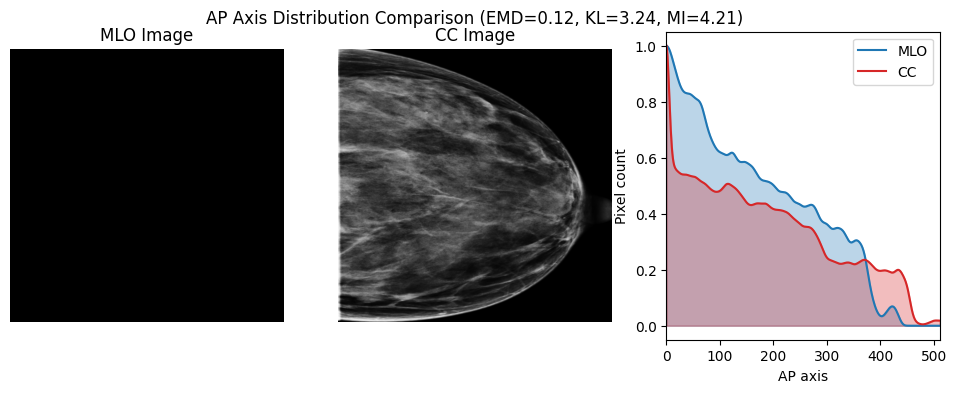 AP Axis Distribution Comparison (EMD=0.12, KL=3.24, MI=4.21)
MLO Image
CC Image
MLO
CC
Pixel count
1.0
0.8
0.6
0.4
0.2
0.0
0 100 200 300 400 500
AP axis